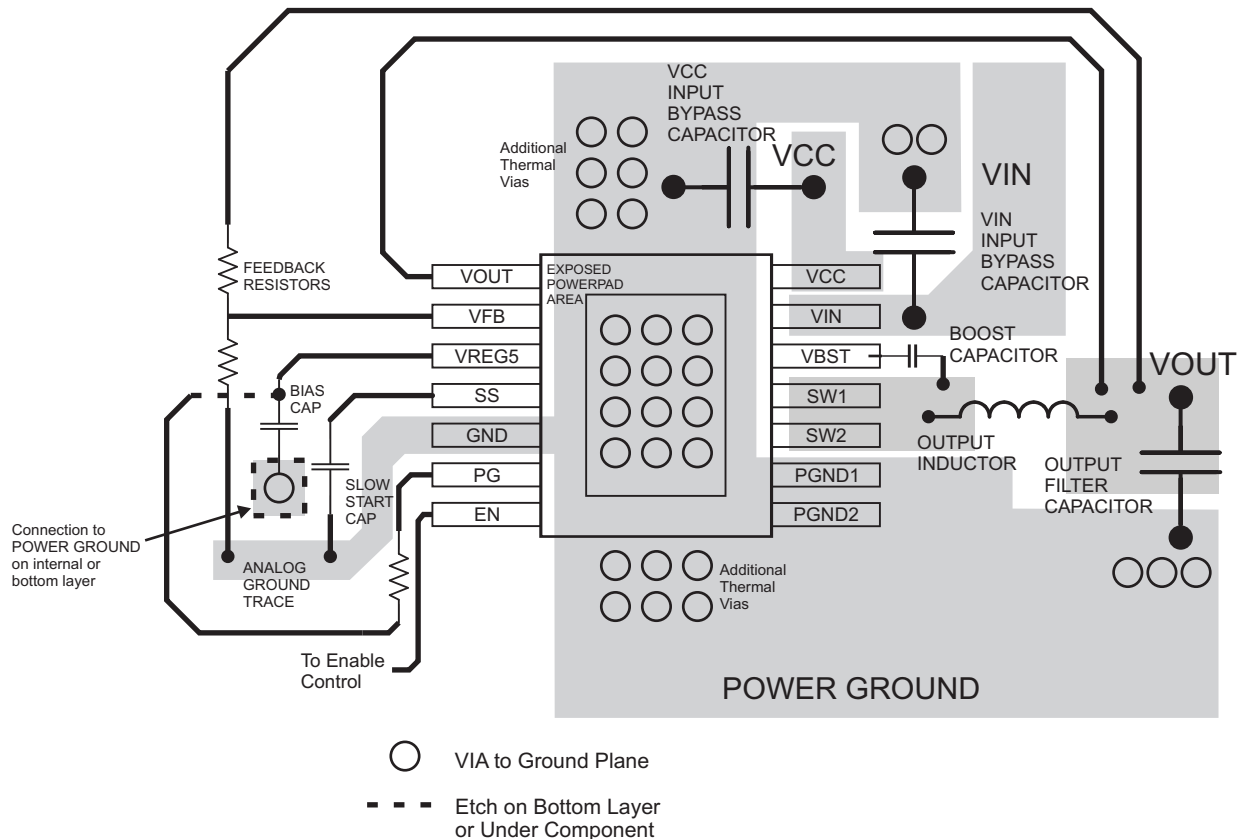 VCC
INPUT
BYPASS
CAPACITOR
Additional
Thermal
Vias
VCC
VIN
VIN
INPUT
BYPASS
CAPACITOR
FEEDBACK
RESISTORS
VOUT
VFB
VREG5
SS
GND
PG
EN
EXPOSED
POWERPAD
AREA
VCC
VIN
VBST
SW1
SW2
PGND1
PGND2
BOOST
CAPACITOR
VOUT
BIAS
CAP
OUTPUT
INDUCTOR
OUTPUT
FILTER
CAPACITOR
SLOW
START
CAP
Connection to
POWER GROUND
on internal or
bottom layer
ANALOG
GROUND
TRACE
Additional
Thermal
Vias
To Enable
Control
POWER GROUND
VIA to Ground Plane
Etch on Bottom Layer
or Under Component